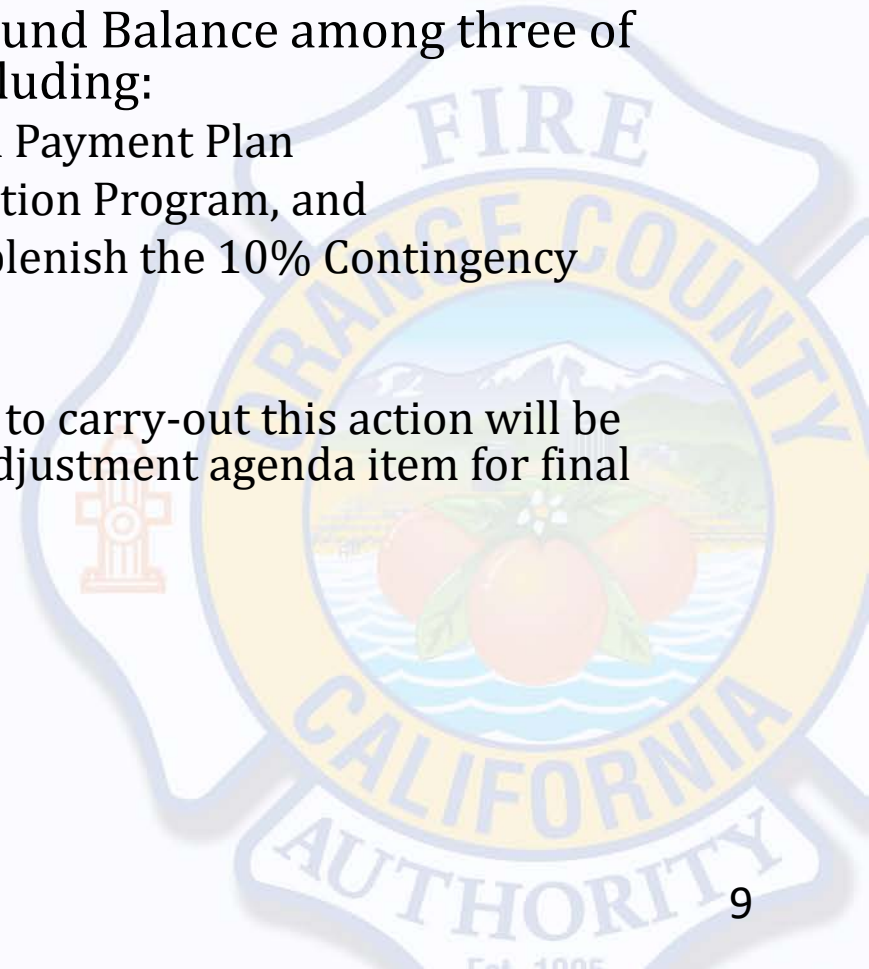 und Balance among three of
luding:
Payment Plan
tion Program, and
plenish the 10% Contingency
to carry-out this action will be
djustment agenda item for final
FIRE
ORANGE COUNTY
CALIFORNIA
AUTHORITY
9